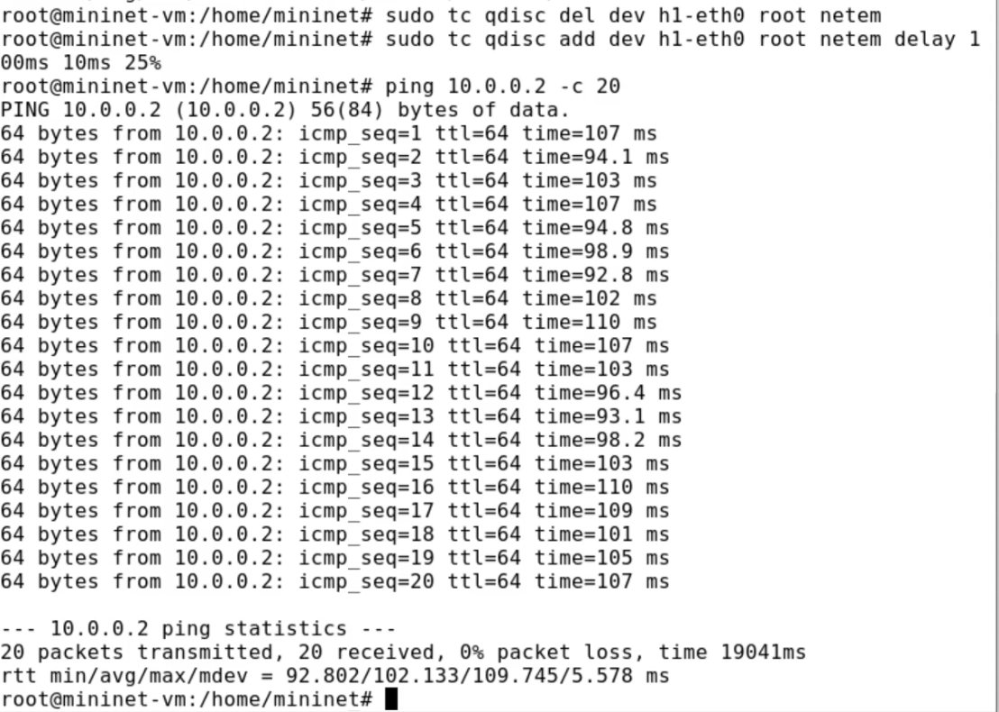 root@mininet-vm:/home/mininet# sudo tc qdisc del dev h1-eth0 root netem
root@mininet-vm:/home/mininet# sudo tc qdisc add dev h1-eth0 root netem delay 1
00ms 10ms 25%
root@mininet-vm:/home/mininet# ping 10.0.0.2 -c 20
PING 10.0.0.2 (10.0.0.2) 56(84) bytes of data.
64 bytes from 10.0.0.2: icmp_seq=1 ttl=64 time=107 ms
64 bytes from 10.0.0.2: icmp_seq=2 ttl=64 time=94.1 ms
64 bytes from 10.0.0.2: icmp_seq=3 ttl=64 time=103 ms
64 bytes from 10.0.0.2: icmp_seq=4 ttl=64 time=107 ms
64 bytes from 10.0.0.2: icmp_seq=5 ttl=64 time=94.8 ms
64 bytes from 10.0.0.2: icmp_seq=6 ttl=64 time=98.9 ms
64 bytes from 10.0.0.2: icmp_seq=7 ttl=64 time=92.8 ms
64 bytes from 10.0.0.2: icmp_seq=8 ttl=64 time=102 ms
64 bytes from 10.0.0.2: icmp_seq=9 ttl=64 time=110 ms
64 bytes from 10.0.0.2: icmp_seq=10 ttl=64 time=107 ms
64 bytes from 10.0.0.2: icmp_seq=11 ttl=64 time=103 ms
64 bytes from 10.0.0.2: icmp_seq=12 ttl=64 time=96.4 ms
64 bytes from 10.0.0.2: icmp_seq=13 ttl=64 time=93.1 ms
64 bytes from 10.0.0.2: icmp_seq=14 ttl=64 time=98.2 ms
64 bytes from 10.0.0.2: icmp_seq=15 ttl=64 time=103 ms
64 bytes from 10.0.0.2: icmp_seq=16 ttl=64 time=110 ms
64 bytes from 10.0.0.2: icmp_seq=17 ttl=64 time=109 ms
64 bytes from 10.0.0.2: icmp_seq=18 ttl=64 time=101 ms
64 bytes from 10.0.0.2: icmp_seq=19 ttl=64 time=105 ms
64 bytes from 10.0.0.2: icmp_seq=20 ttl=64 time=107 ms

--- 10.0.0.2 ping statistics ---
20 packets transmitted, 20 received, 0% packet loss, time 19041ms
rtt min/avg/max/mdev = 92.802/102.133/109.745/5.578 ms
root@mininet-vm:/home/mininet#